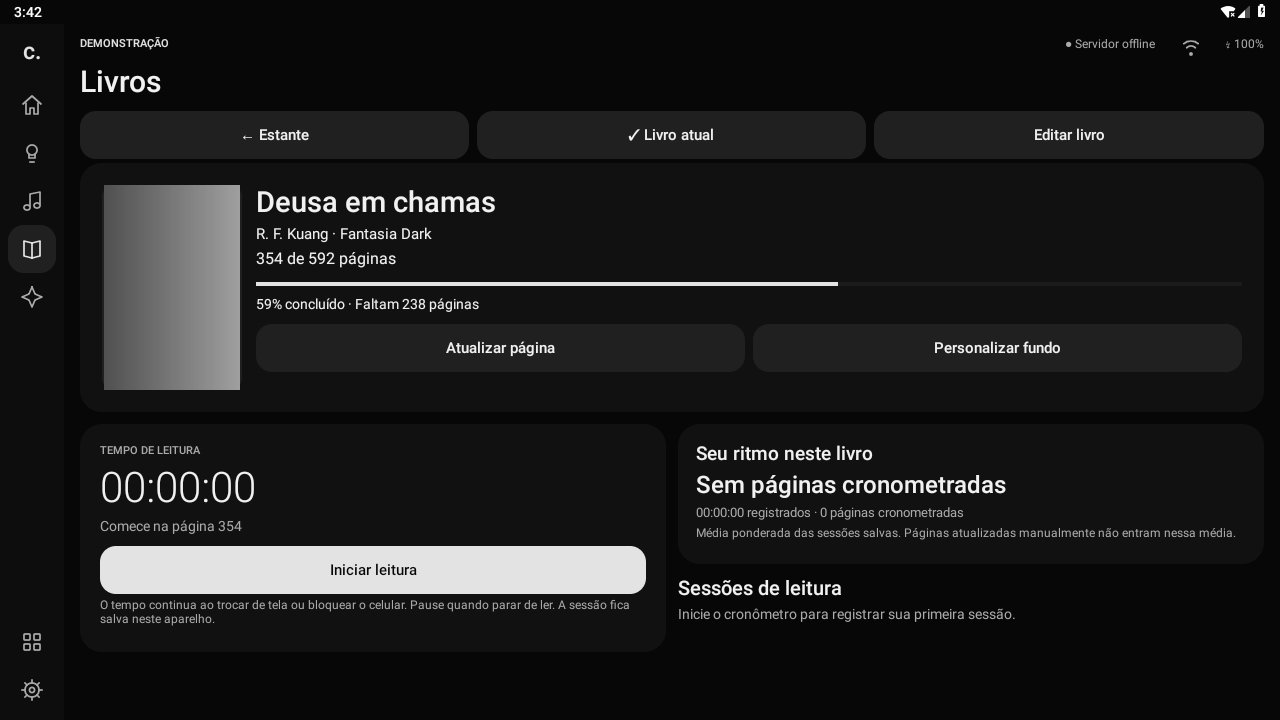 3:42
c.
DEMONSTRAÇÃO
● Servidor offline
100%
Livros
← Estante
✓ Livro atual
Editar livro
Deusa em chamas
R. F. Kuang · Fantasia Dark
354 de 592 páginas
59% concluído · Faltam 238 páginas
Atualizar página
Personalizar fundo
TEMPO DE LEITURA
00:00:00
Comece na página 354
Iniciar leitura
O tempo continua ao trocar de tela ou bloquear o celular. Pause quando parar de ler. A sessão fica
salva neste aparelho.
Seu ritmo neste livro
Sem páginas cronometradas
00:00:00 registrados · 0 páginas cronometradas
Média ponderada das sessões salvas. Páginas atualizadas manualmente não entram nessa média.
Sessões de leitura
Inicie o cronômetro para registrar sua primeira sessão.